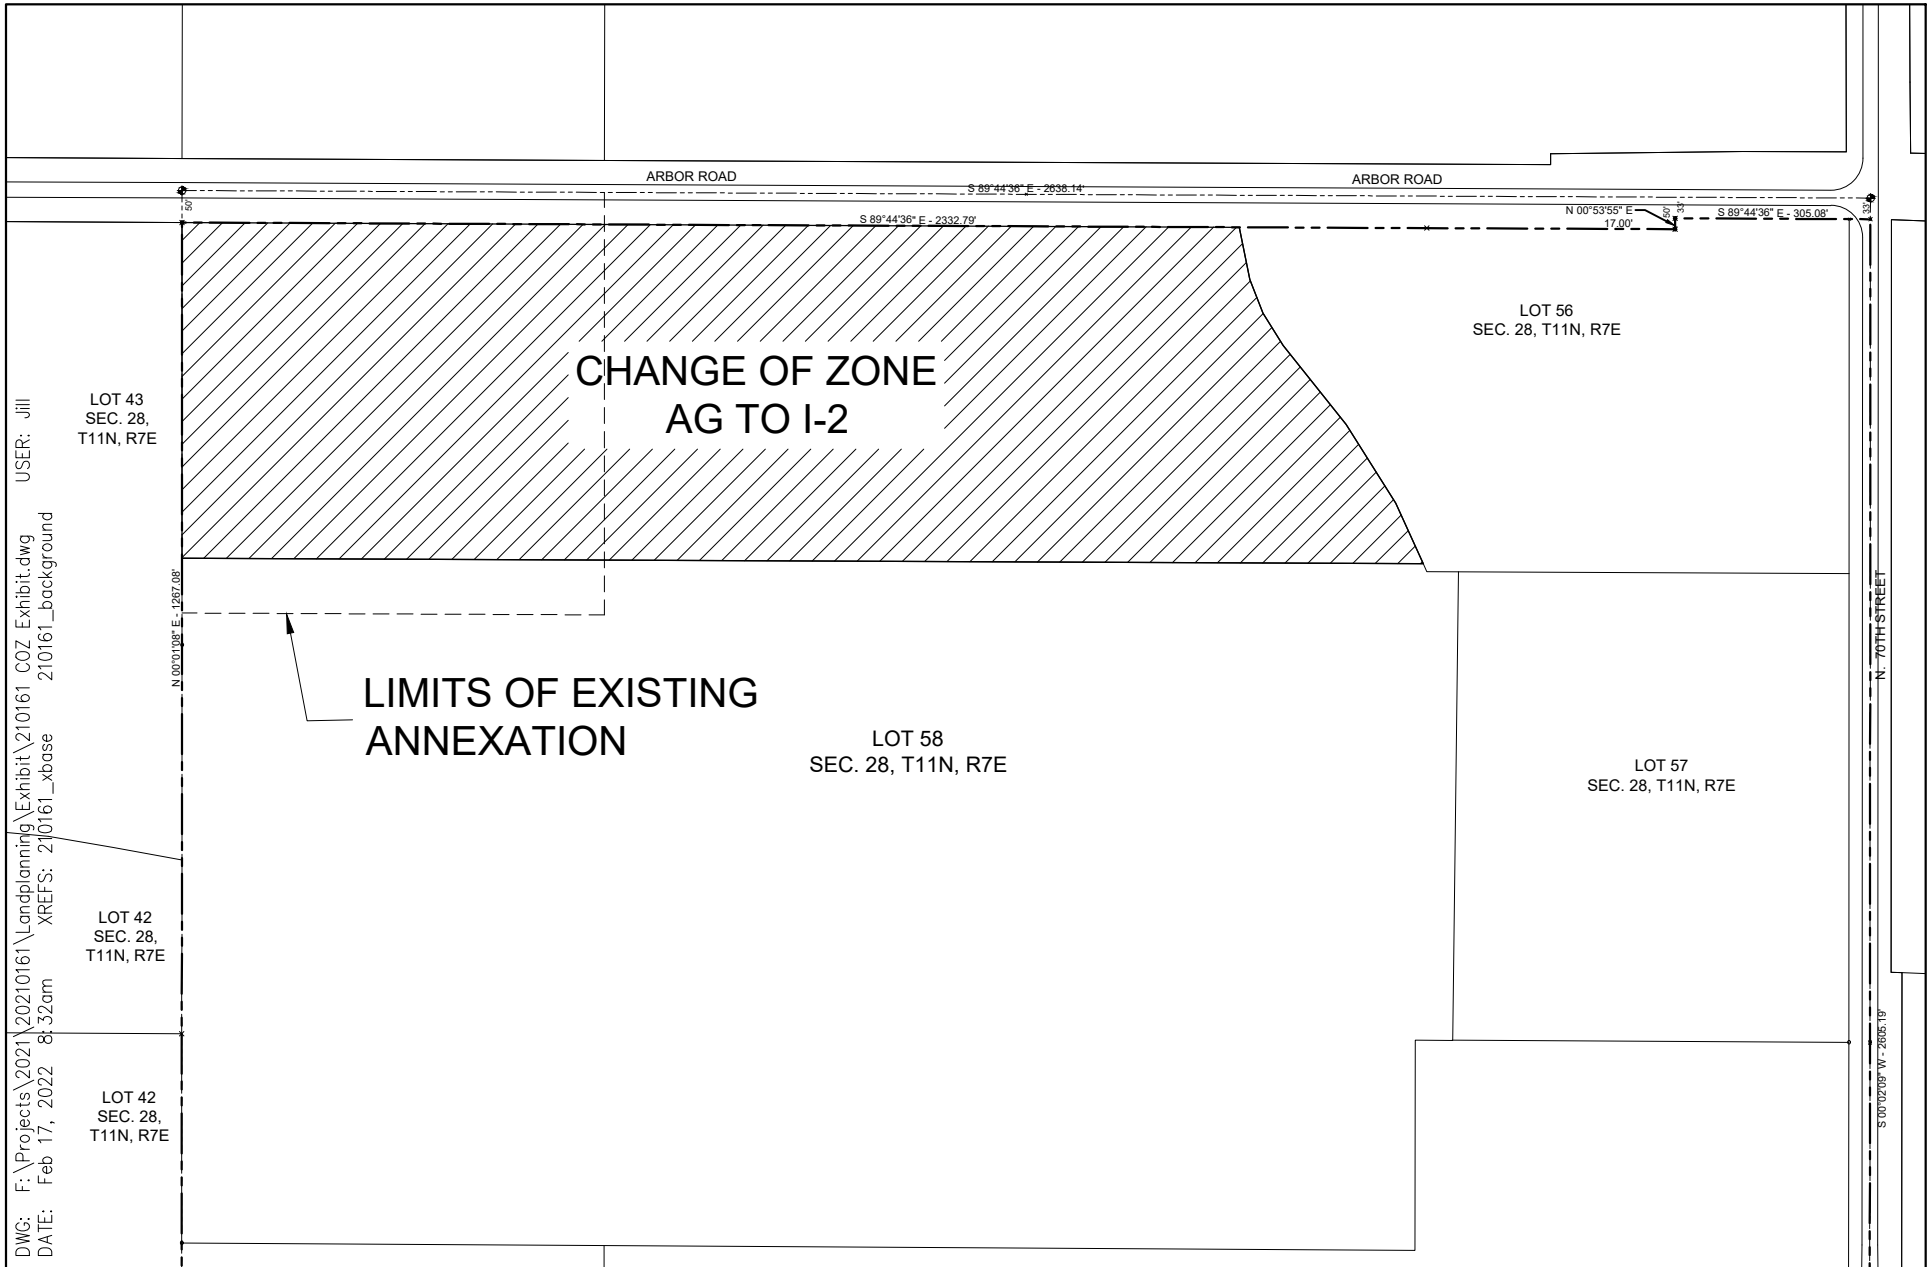 ARBOR ROAD
ARBOR ROAD
S 89°44'36" E - 2638.14'
50'
S 89°44'36" E - 2332.79'
N 00°53'55" E
17.00'
50'
33'
S 89°44'36" E - 305.08'
33'
LOT 56
SEC. 28, T11N, R7E
CHANGE OF ZONE
AG TO I-2
LOT 43
SEC. 28,
T11N, R7E
N 00°01'08" E - 1267.08'
N. 70TH STREET
LIMITS OF EXISTING
ANNEXATION
LOT 58
SEC. 28, T11N, R7E
LOT 57
SEC. 28, T11N, R7E
LOT 42
SEC. 28,
T11N, R7E
S 00°02'09" W - 2605.19'
LOT 42
SEC. 28,
T11N, R7E
DWG: F:\Projects\2021\20210161\Landplanning\Exhibit\210161 COZ Exhibit.dwg USER: Jill
DATE: Feb 17, 2022 8:32am XREFS: 210161_xbase 210161_background